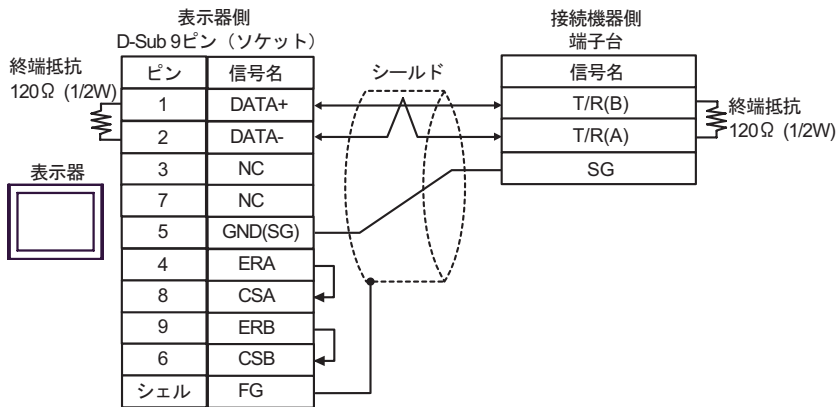 表示器側
D-Sub 9ピン（ソケット）
接続機器側
端子台
終端抵抗
120Ω (1/2W)
ピン 信号名
シールド
信号名
1 DATA+
T/R(B)
2 DATA-
T/R(A)
終端抵抗
120Ω (1/2W)
表示器
3 NC
SG
7 NC
5 GND(SG)
4 ERA
8 CSA
9 ERB
6 CSB
シェル FG